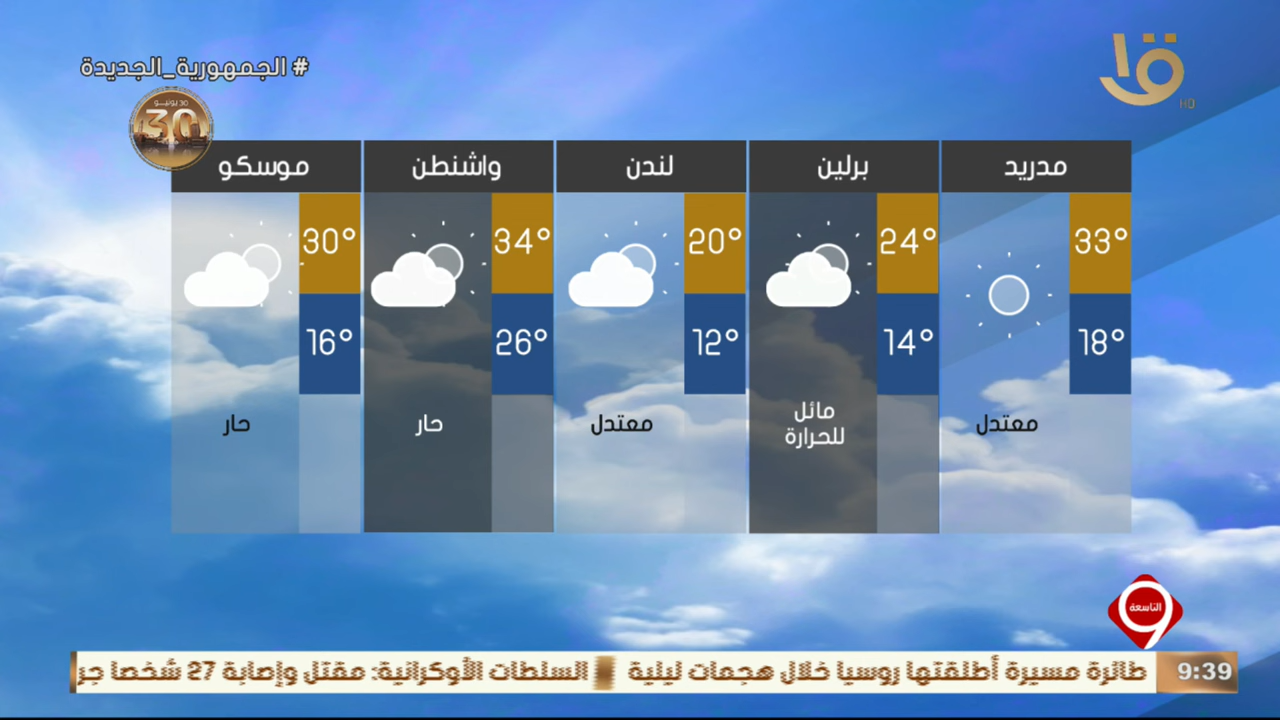 #الجمهورية_الجديدة
30 يونيو
30
HD
مدريد
33°
18°
معتدل
برلين
24°
14°
مائل
للحرارة
لندن
20°
12°
معتدل
واشنطن
34°
26°
حار
موسكو
30°
16°
حار
التاسعة
9
9:39
طائرة مسيرة أطلقتها روسيا خلال هجمات ليلية
السلطات الأوكرانية: مقتل وإصابة 27 شخصا